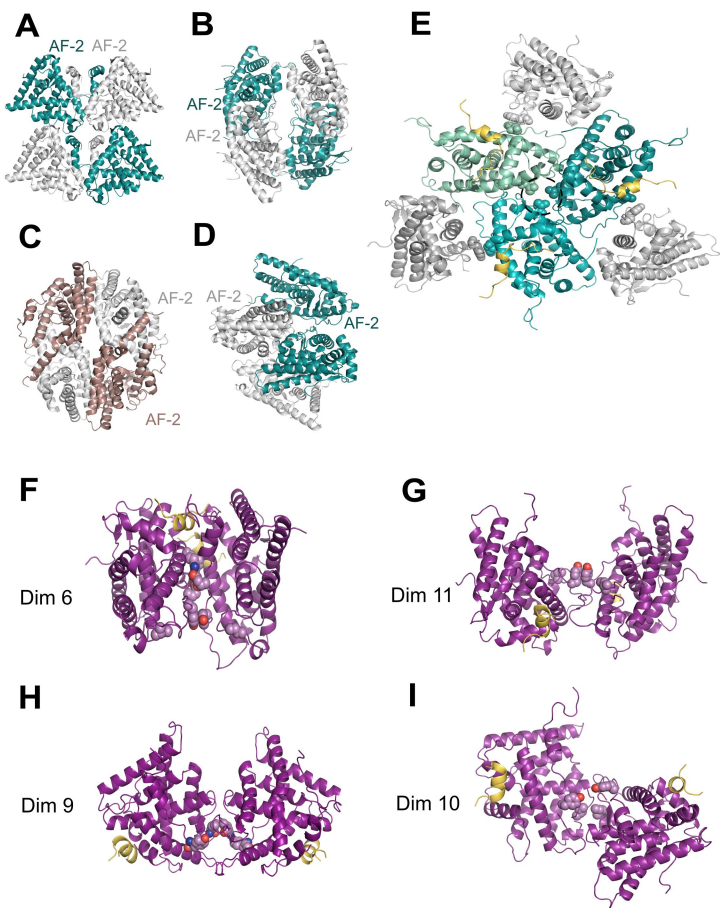 A
AF-2 AF-2
B
AF-2
AF-2
E
C
AF-2
AF-2
D
AF-2
AF-2
F
Dim 6
G
Dim 11
H
Dim 9
I
Dim 10